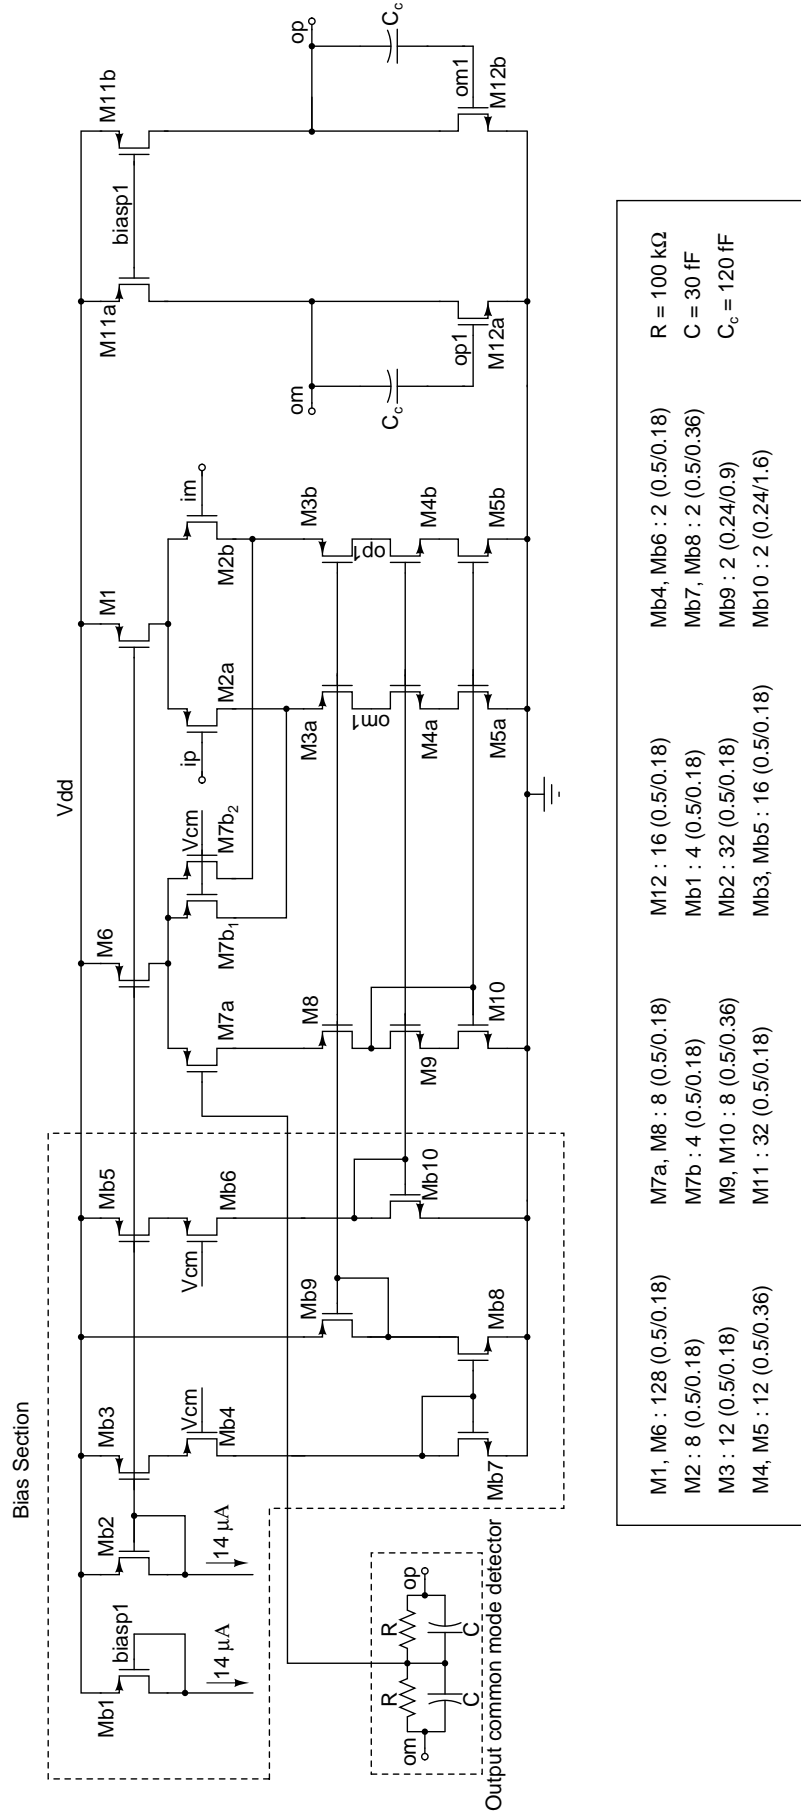 Bias Section
Vdd
Mb1
biasp1
14 µA
Mb2
14 µA
Mb3
Vcm
Mb4
Mb7
Mb9
Mb8
Mb5
Vcm
Mb6
Mb10
M6
M7a
Vcm
M7b1
M7b2
M8
M9
M10
M1
ip
M2a
im
M2b
M3a
om1
M4a
M5a
M3b
op1
M4b
M5b
M11a
biasp1
M11b
om
Cc
op1
M12a
op
Cc
om1
M12b
om
R
R
op
C
C
Output common mode detector
M1, M6 : 128 (0.5/0.18)
M2 : 8 (0.5/0.18)
M3 : 12 (0.5/0.18)
M4, M5 : 12 (0.5/0.36)
M7a, M8 : 8 (0.5/0.18)
M7b : 4 (0.5/0.18)
M9, M10 : 8 (0.5/0.36)
M11 : 32 (0.5/0.18)
M12 : 16 (0.5/0.18)
Mb1 : 4 (0.5/0.18)
Mb2 : 32 (0.5/0.18)
Mb3, Mb5 : 16 (0.5/0.18)
Mb4, Mb6 : 2 (0.5/0.18)
Mb7, Mb8 : 2 (0.5/0.36)
Mb9 : 2 (0.24/0.9)
Mb10 : 2 (0.24/1.6)
R = 100 kΩ
C = 30 fF
Cc = 120 fF